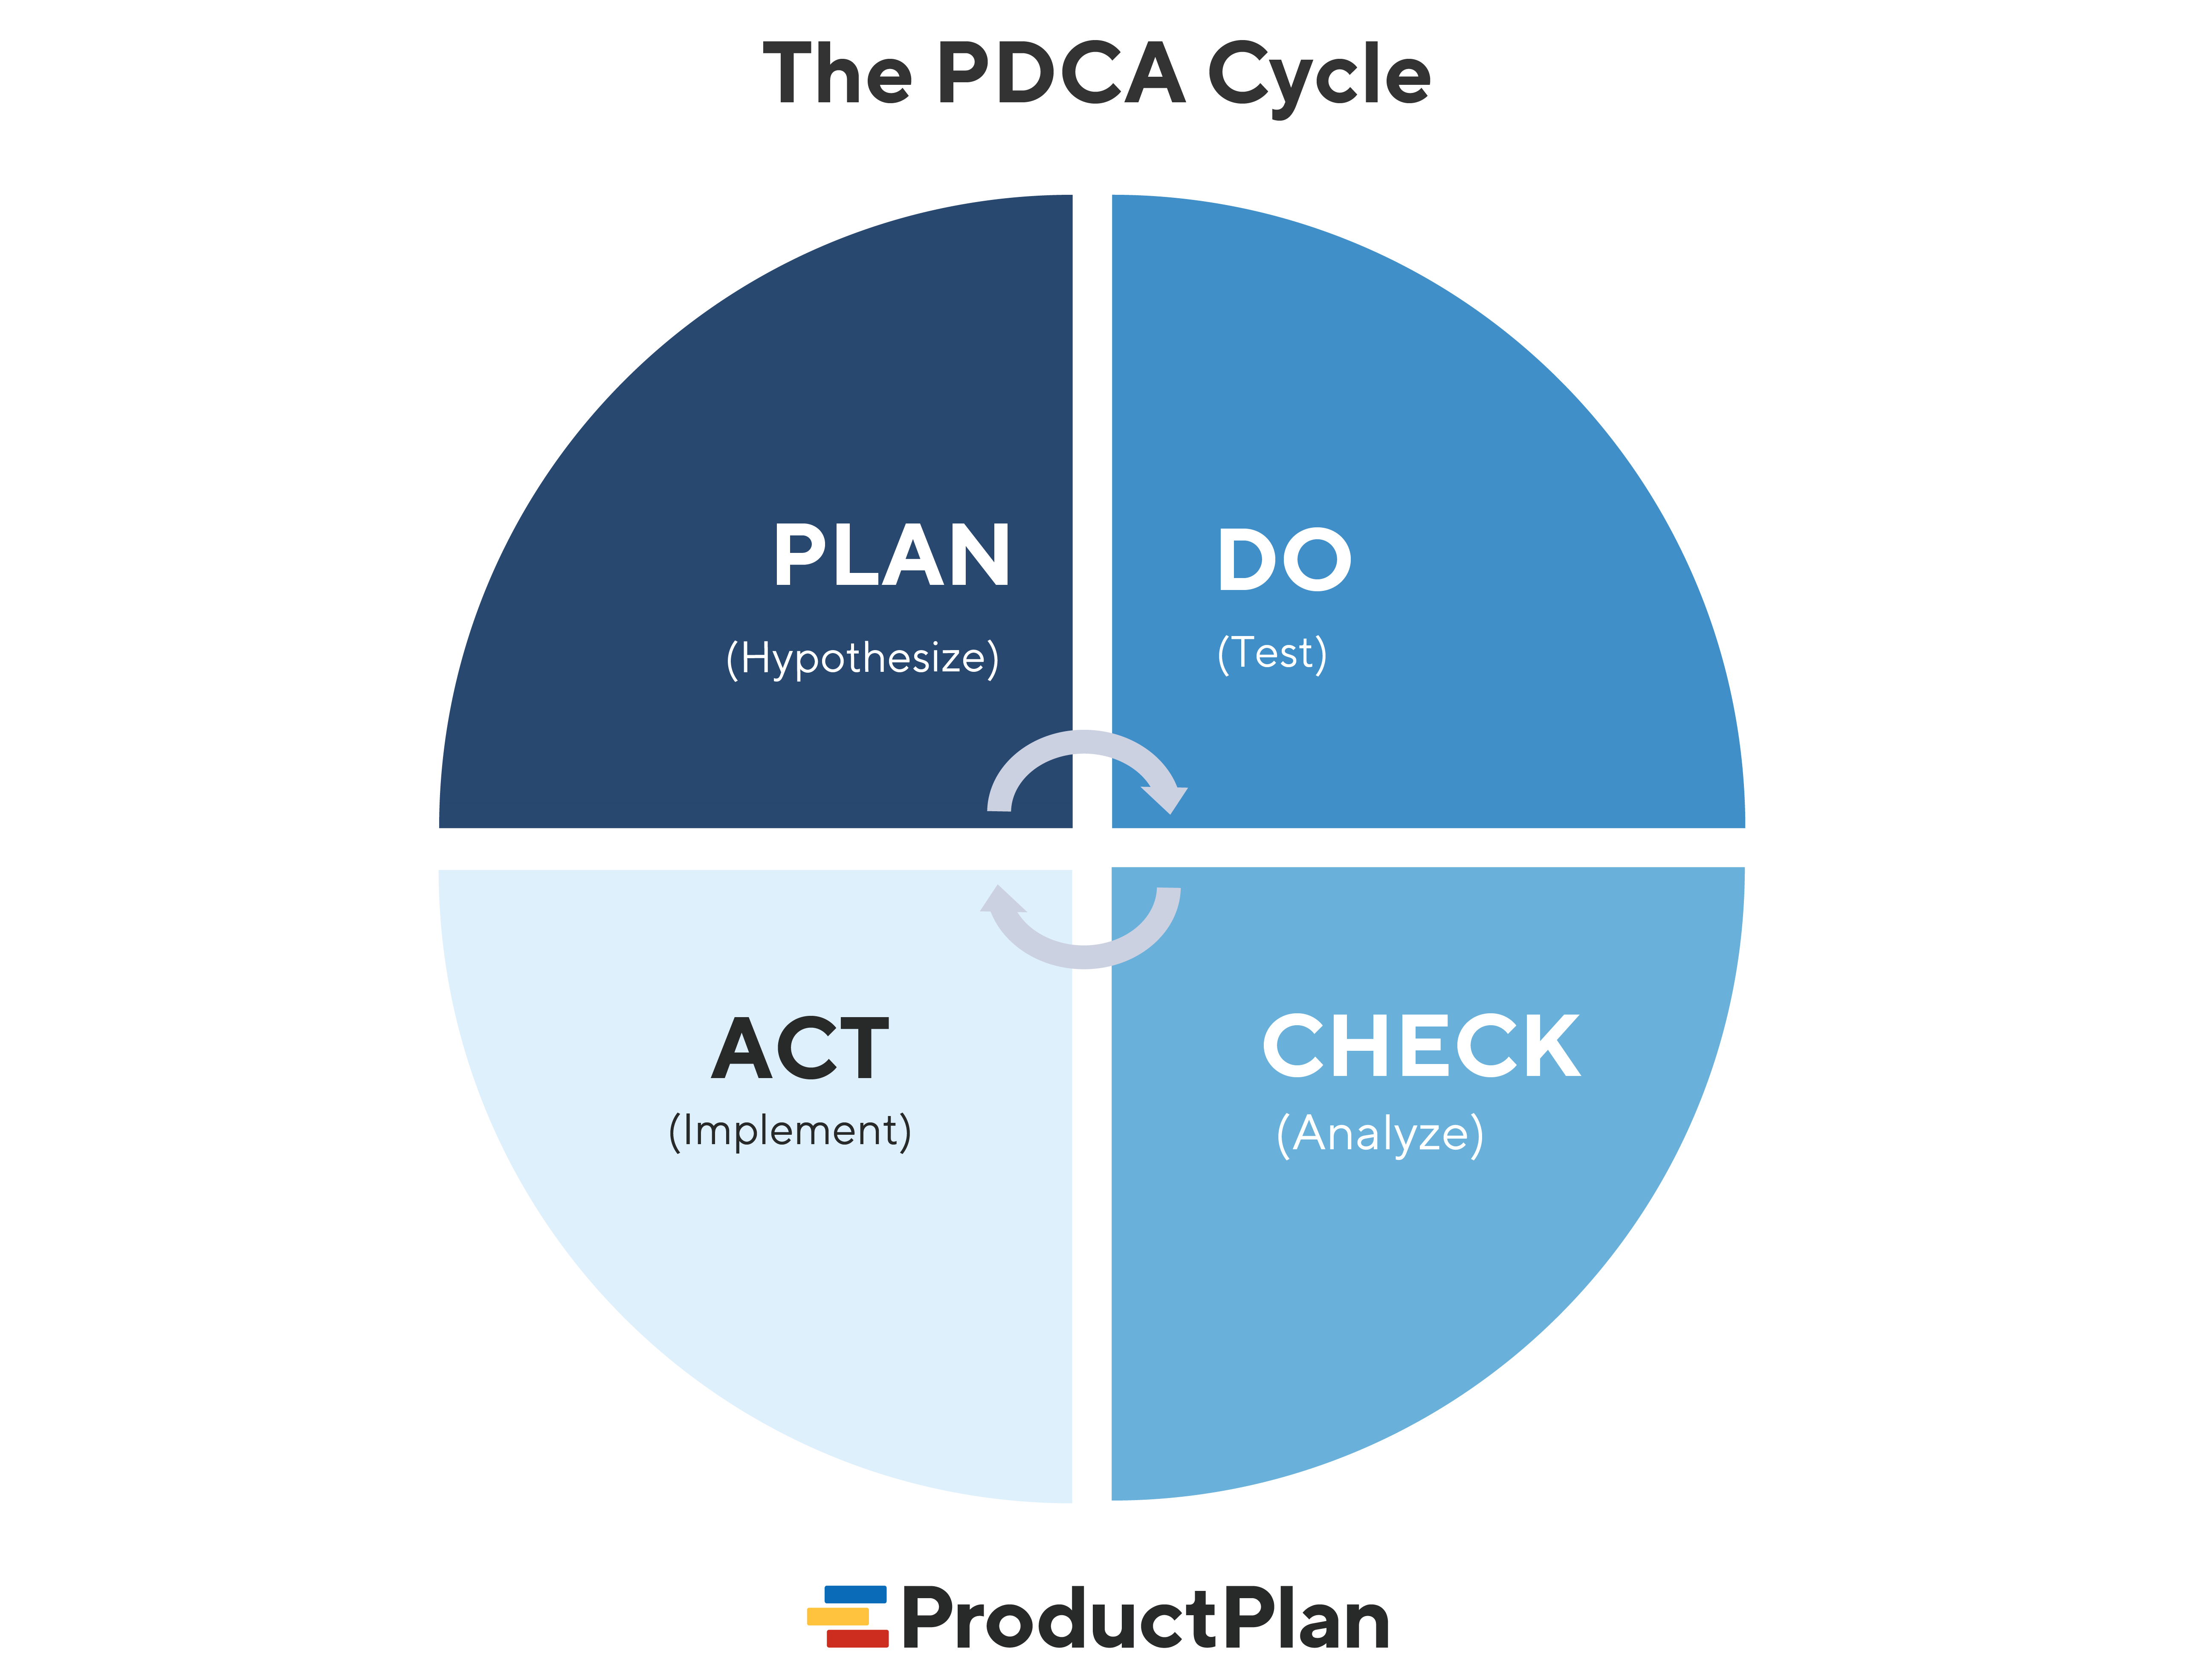 The PDCA Cycle
PLAN
(Hypothesize)
DO
(Test)
ACT
(Implement)
CHECK
(Analyze)
ProductPlan